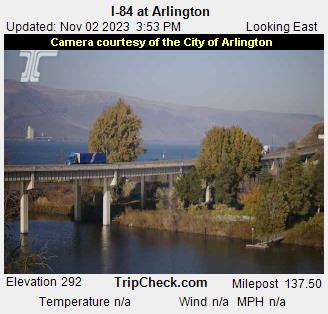 I-84 at Arlington
Updated: Nov 02 2023 3:53 PM Looking East
Camera courtesy of the City of Arlington
Elevation 292 TripCheck.com Milepost 137.50
Temperature n/a Wind n/a MPH n/a